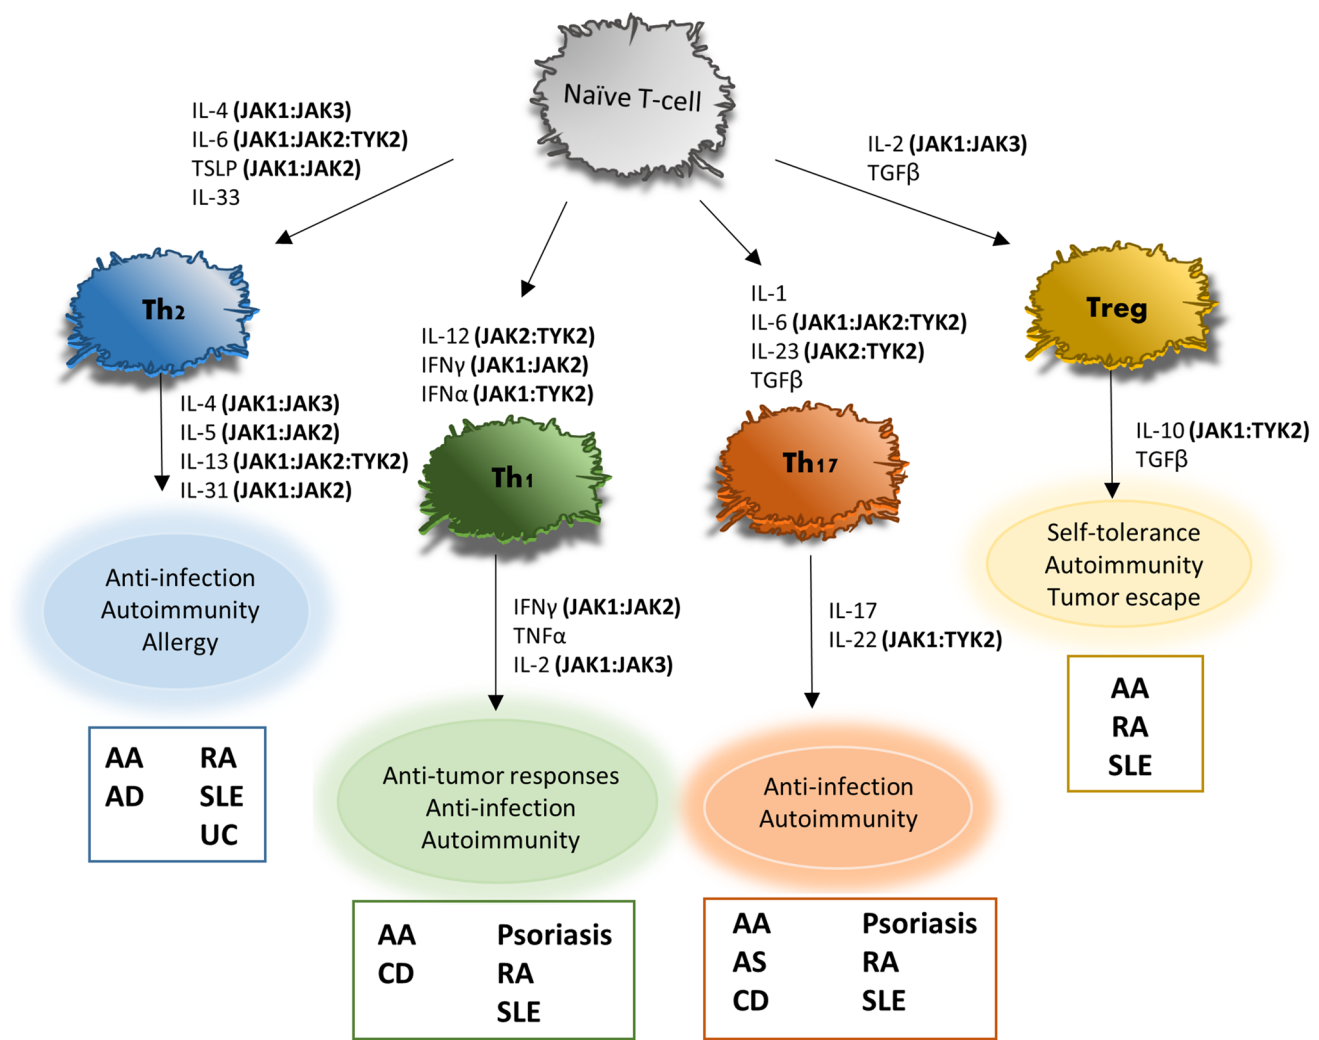 Naïve T-cell
IL-4 (JAK1:JAK3)
IL-6 (JAK1:JAK2:TYK2)
TSLP (JAK1:JAK2)
IL-33
IL-2 (JAK1:JAK3)
TGFβ
Th2
IL-4 (JAK1:JAK3)
IL-5 (JAK1:JAK2)
IL-13 (JAK1:JAK2:TYK2)
IL-31 (JAK1:JAK2)
Anti-infection
Autoimmunity
Allergy
AA RA
AD SLE
UC
IL-12 (JAK2:TYK2)
IFNγ (JAK1:JAK2)
IFNα (JAK1:TYK2)
Th1
IFNγ (JAK1:JAK2)
TNFα
IL-2 (JAK1:JAK3)
Anti-tumor responses
Anti-infection
Autoimmunity
AA Psoriasis
CD RA
SLE
IL-1
IL-6 (JAK1:JAK2:TYK2)
IL-23 (JAK2:TYK2)
TGFβ
Th17
IL-17
IL-22 (JAK1:TYK2)
Anti-infection
Autoimmunity
AA Psoriasis
AS RA
CD SLE
Treg
IL-10 (JAK1:TYK2)
TGFβ
Self-tolerance
Autoimmunity
Tumor escape
AA
RA
SLE